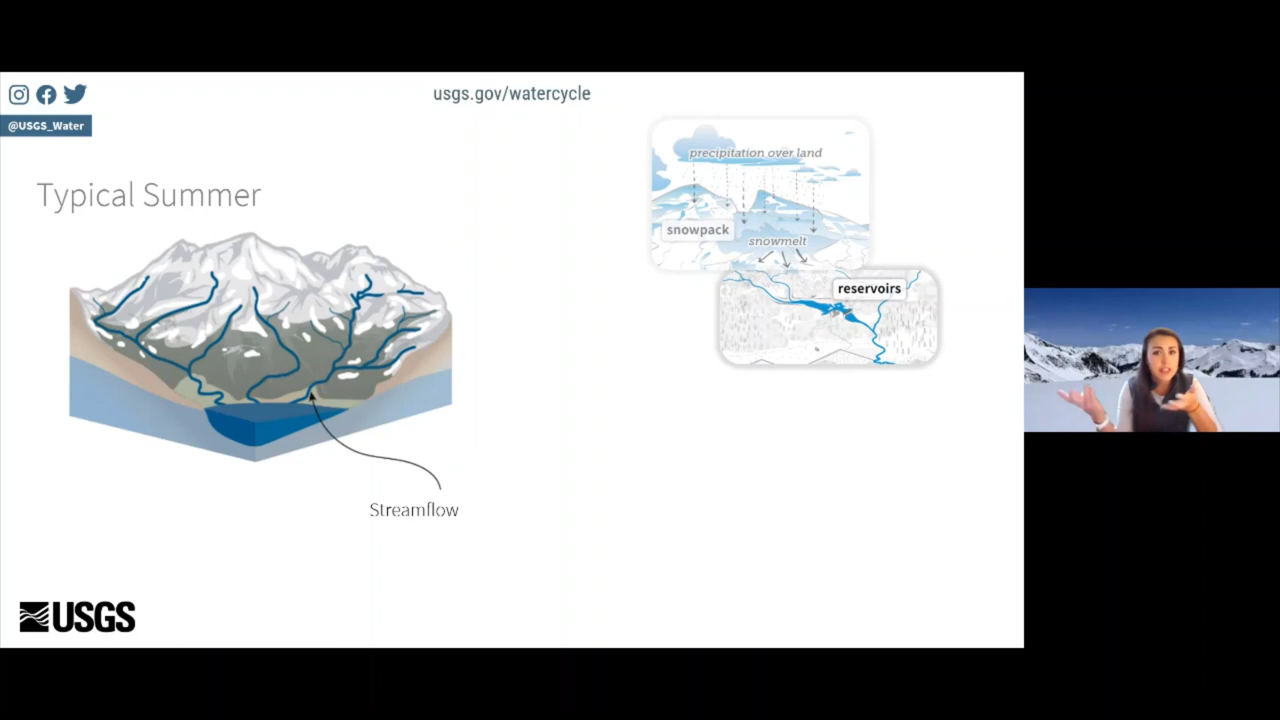 usgs.gov/watercycle
@USGS_Water
Typical Summer
precipitation over land
snowpack
snowmelt
reservoirs
Streamflow
USGS